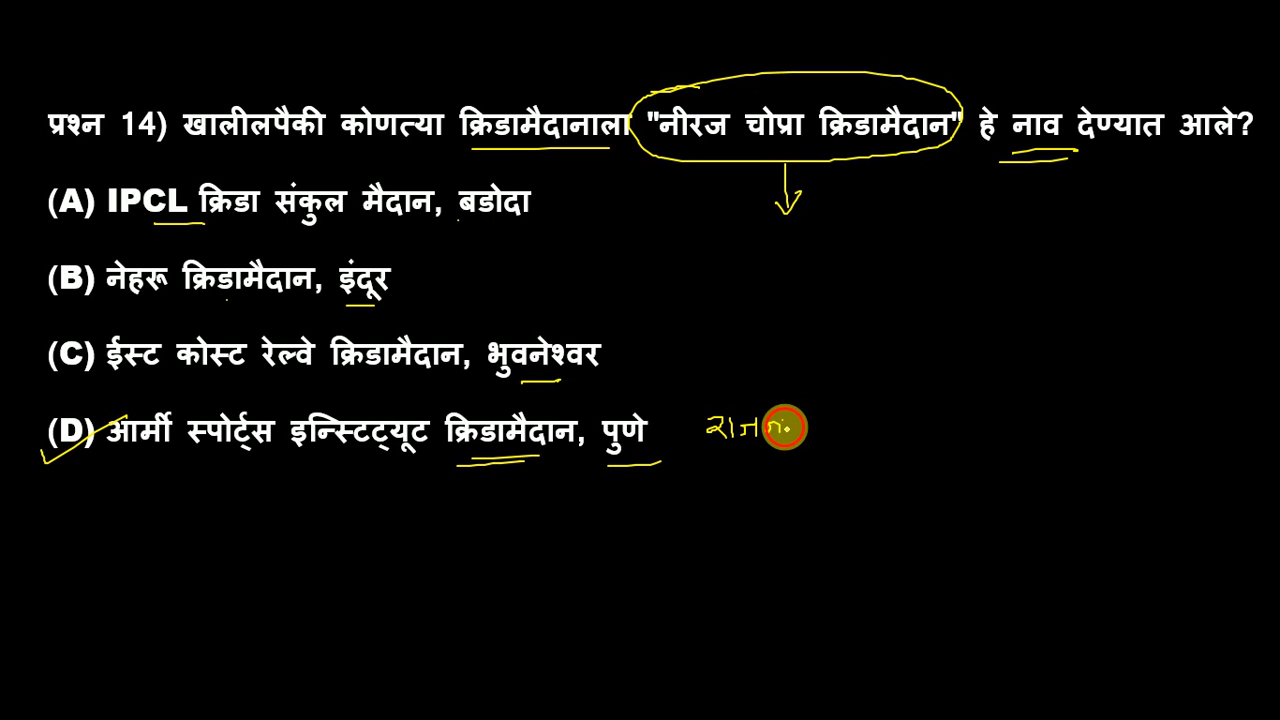 प्रश्न 14) खालीलपैकी कोणत्या क्रिडामैदानाला "नीरज चोप्रा क्रिडामैदान" हे नाव देण्यात आले?
(A) IPCL क्रिडा संकुल मैदान, बडोदा
(B) नेहरू क्रिडामैदान, इंदूर
(C) ईस्ट कोस्ट रेल्वे क्रिडामैदान, भुवनेश्वर
(D) आर्मी स्पोर्ट्स इन्स्टिट्यूट क्रिडामैदान, पुणे